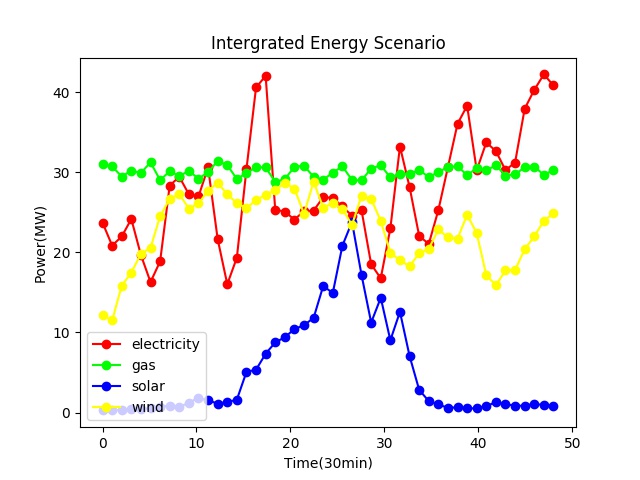 Intergrated Energy Scenario
Power(MW)
40
30
20
10
0
electricity
gas
solar
wind
0 10 20 30 40 50
Time(30min)